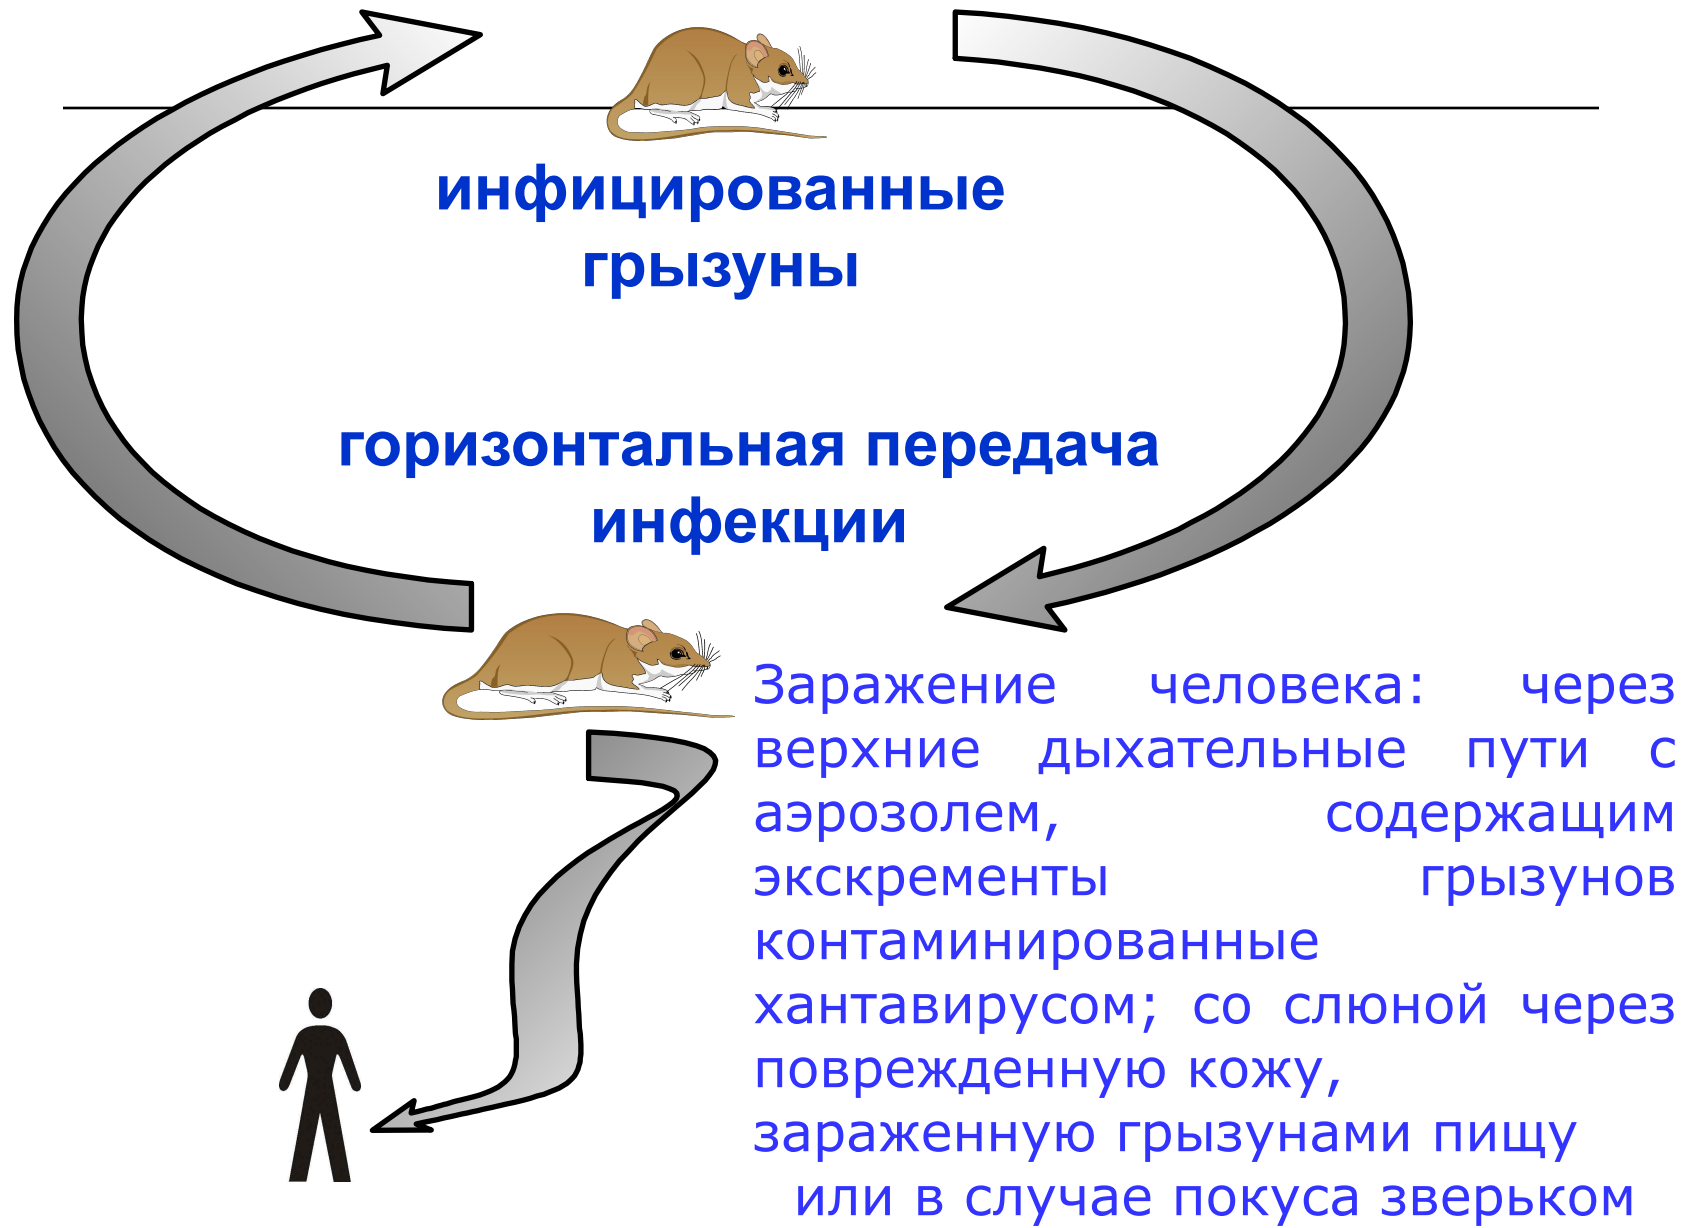 инфицированные
грызуны
горизонтальная передача
инфекции
Заражение человека: через
верхние дыхательные пути с
аэрозолем, содержащим
экскременты грызунов
контаминированные
хантавирусом; со слюной через
поврежденную кожу,
зараженную грызунами пищу
или в случае покуса зверьком